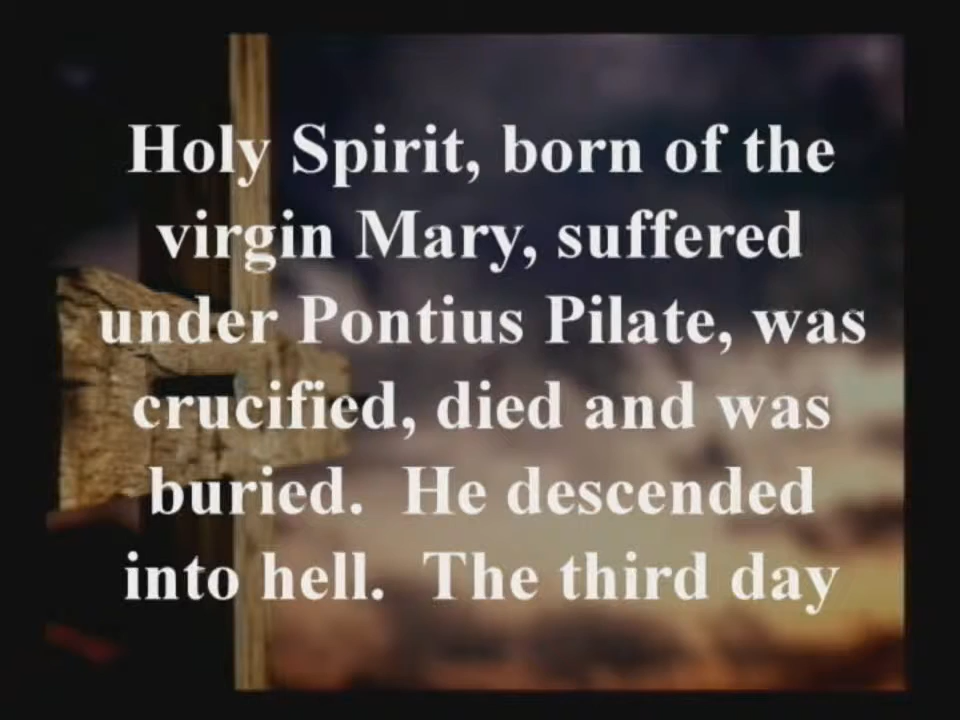 Holy Spirit, born of the
virgin Mary, suffered
under Pontius Pilate, was
crucified, died and was
buried.  He descended
into hell.  The third day